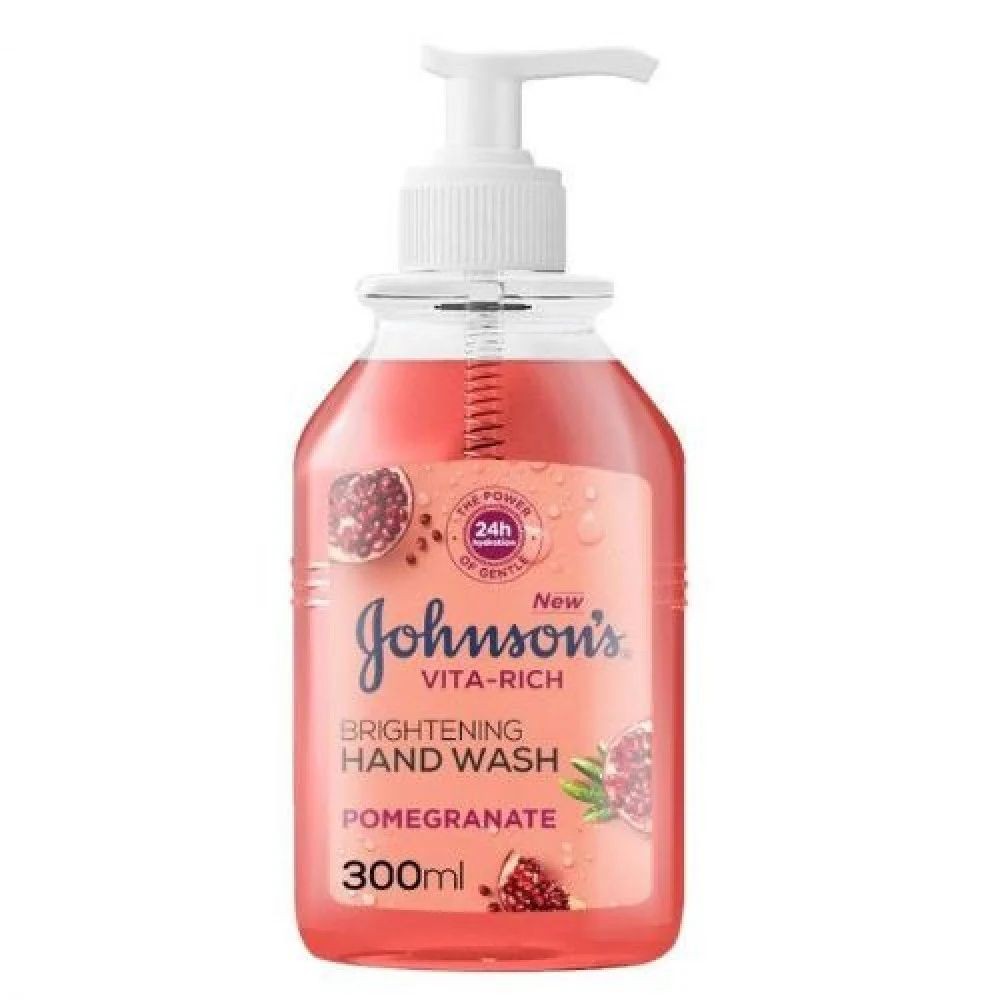 THE POWER
24h
hydration
OF GENTLE
New
Johnson's
VITA-RICH
BRIGHTENING
HAND WASH
POMEGRANATE
300ml